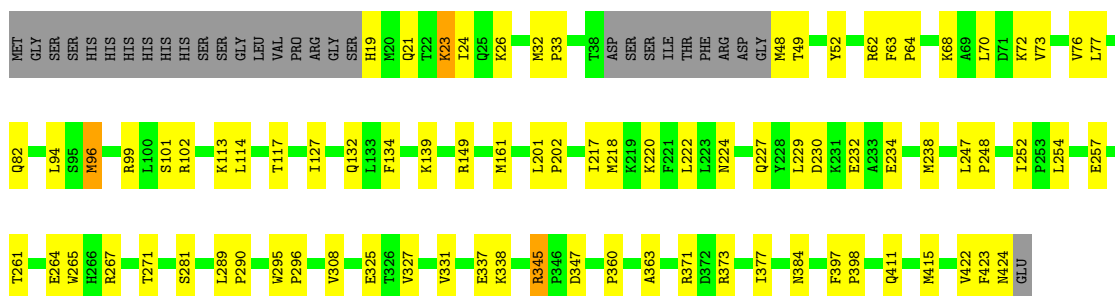 MET GLY SER SER HIS HIS HIS HIS HIS HIS SER SER GLY LEU VAL PRO ARG GLY SER H19 M20 Q21 T22 K23 I24 Q25 K26 M32 P33 T38 ASP SER SER ILE THR PHE ARG ASP GLY M48 T49 Y52 R62 F63 P64 K68 A69 L70 D71 K72 V73 V76 L77
Q82 L94 S95 M96 R99 L100 S101 R102 K113 L114 T117 I127 Q132 L133 F134 K139 R149 M161 L201 P202 I217 M218 K219 K220 F221 L222 L223 N224 Q227 Y228 L229 D230 K231 E232 A233 E234 M238 L247 P248 I252 P253 L254 E257
T261 E264 W265 H266 R267 T271 S281 L289 P290 W295 P296 V308 E325 T326 V327 V331 E337 K338 R345 P346 D347 P360 A363 R371 D372 R373 I377 N384 F397 P398 Q411 M415 V422 F423 N424 GLU